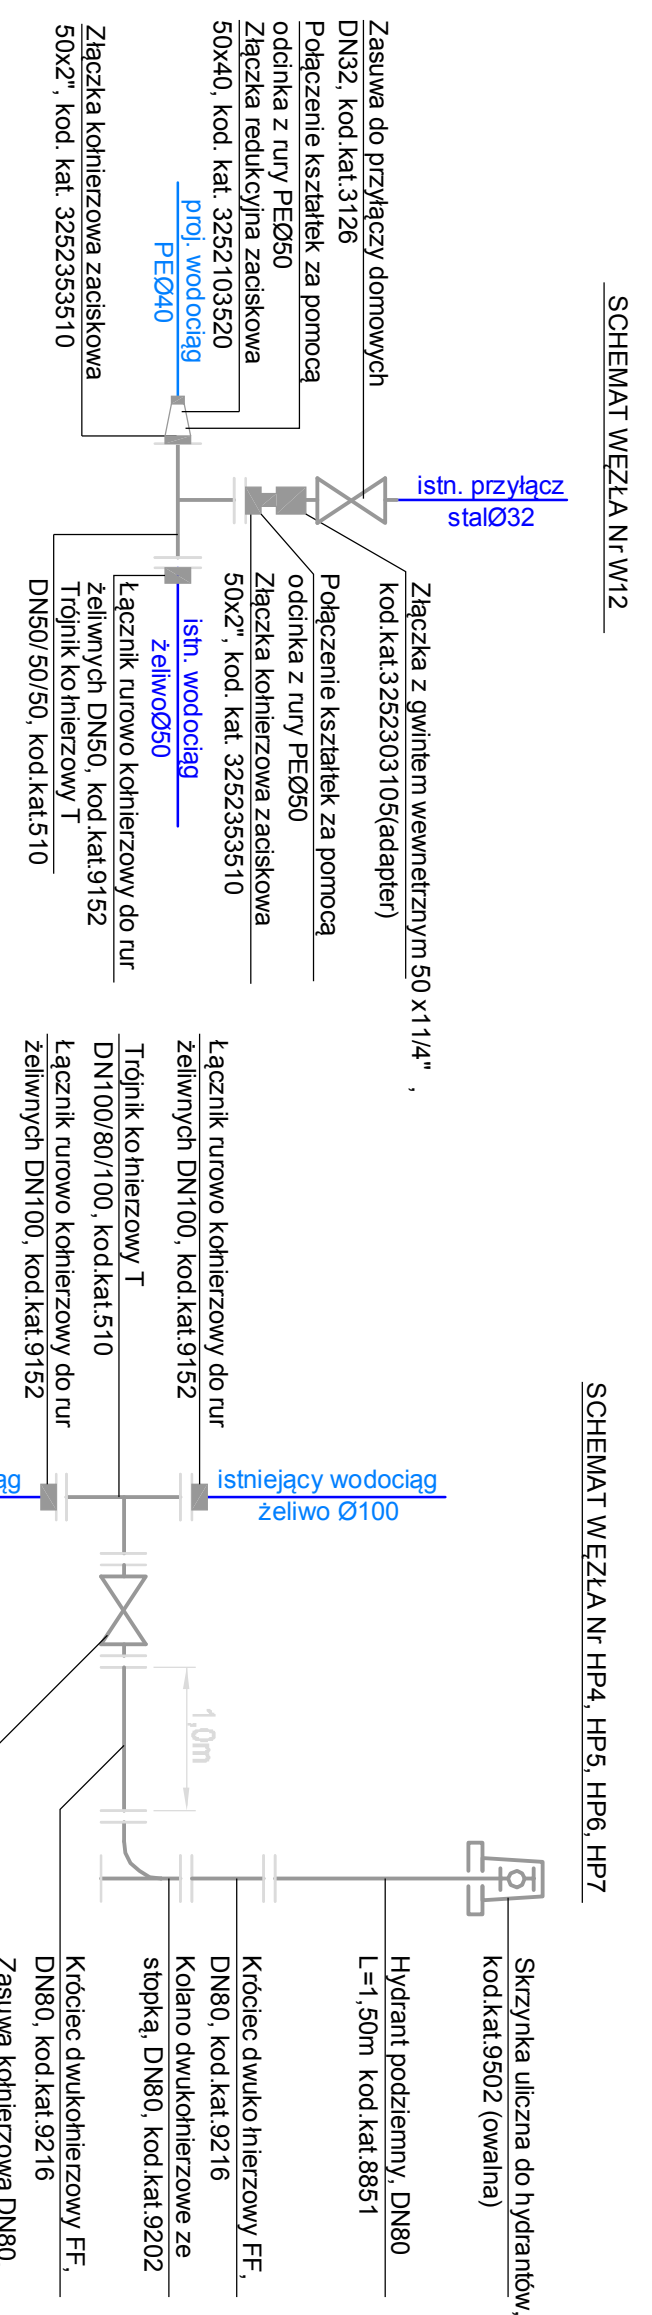 SCHEMAT WĘZŁA Nr W12
Zasuwa do przyłączy domowych
DN32, kod.kat.3126
Połączenie kształtek za pomocą
odcinka z rury PEØ50
Złączka redukcyjna zaciskowa
50x40, kod. kat. 3252103520
proj. wodociąg
PEØ40
Złączka kołnierzowa zaciskowa
50x2", kod. kat. 3252353510
istn. przyłącz
stalØ32
Złączka z gwintem wewnetrznym 50 x11/4" ,
kod.kat.3252303105(adapter)
Połączenie kształtek za pomocą
odcinka z rury PEØ50
Złączka kołnierzowa zaciskowa
50x2", kod. kat. 3252353510
istn. wodociąg
żeliwoØ50
Łącznik rurowo kołnierzowy do rur
żeliwnych DN50, kod.kat.9152
Trójnik kołnierzowy T
DN50/50/50, kod.kat.510
SCHEMAT WĘZŁA Nr HP4, HP5, HP6, HP7
Łącznik rurowo kołnierzowy do rur
żeliwnych DN100, kod.kat.9152
Trójnik kołnierzowy T
DN100/80/100, kod.kat.510
Łącznik rurowo kołnierzowy do rur
żeliwnych DN100, kod.kat.9152
istniejący wodociąg
żeliwo Ø100
1,0m
Skrzynka uliczna do hydrantów,
kod.kat.9502 (owalna)
Hydrant podziemny, DN80
L=1,50m kod.kat.8851
Króciec dwukołnierzowy FF,
DN80, kod.kat.9216
Kolano dwukołnierzowe ze
stopką, DN80, kod.kat.9202
Króciec dwukołnierzowy FF,
DN80, kod.kat.9216
Zasuwa kołnierzowa DN80